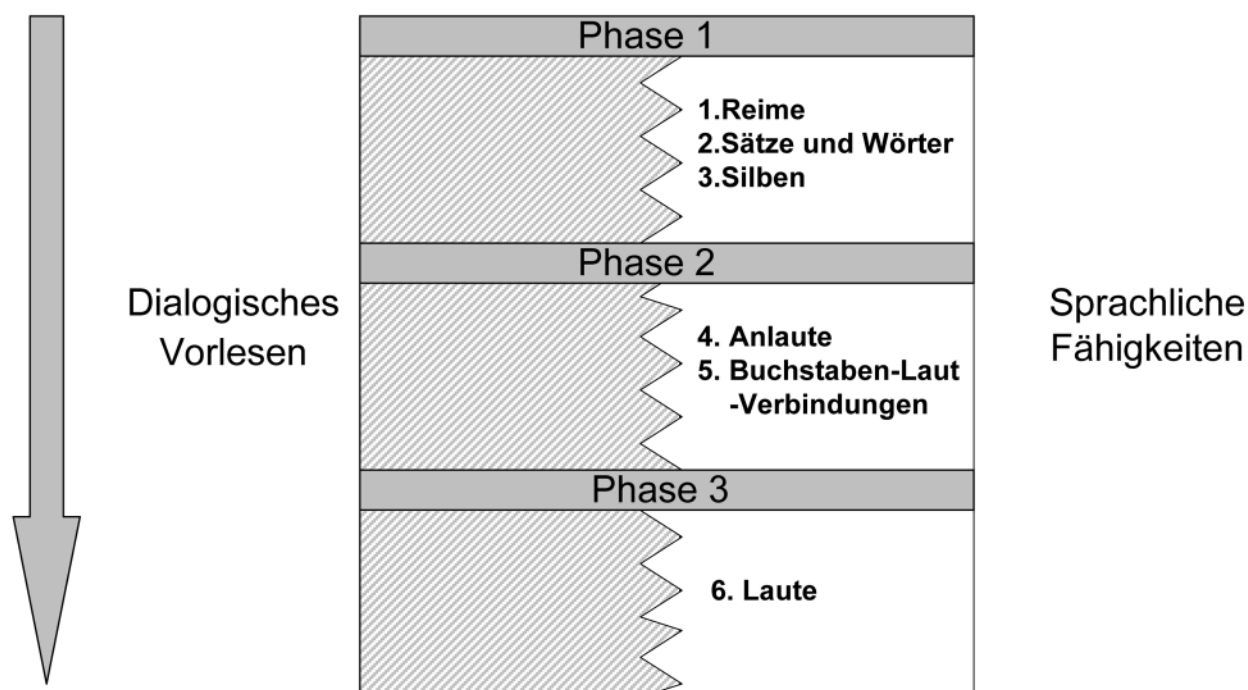 Phase 1
1.Reime
2.Sätze und Wörter
3.Silben
Phase 2
Dialogisches
Vorlesen
4. Anlaute
5. Buchstaben-Laut
-Verbindungen
Sprachliche
Fähigkeiten
Phase 3
6. Laute